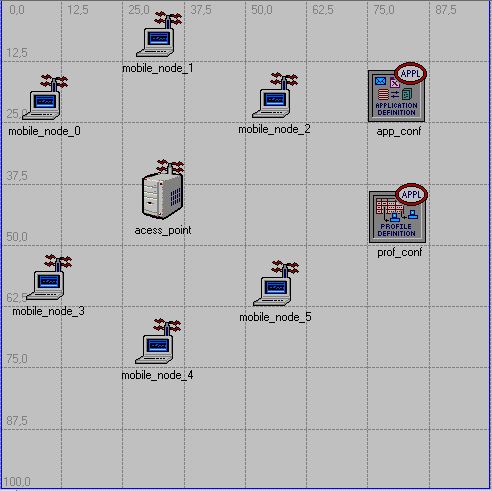 0,0 12,5 25,0 37,5 50,0 62,5 75,0 87,5
mobile_node_1
12,5
APPL
mobile_node_0
mobile_node_2
APPLICATION
DEFINITION
app_conf
25,0
37,5
APPL
acess_point
PROFILE
DEFINITION
prof_conf
50,0
mobile_node_3
62,5
mobile_node_5
75,0
mobile_node_4
87,5
100,0